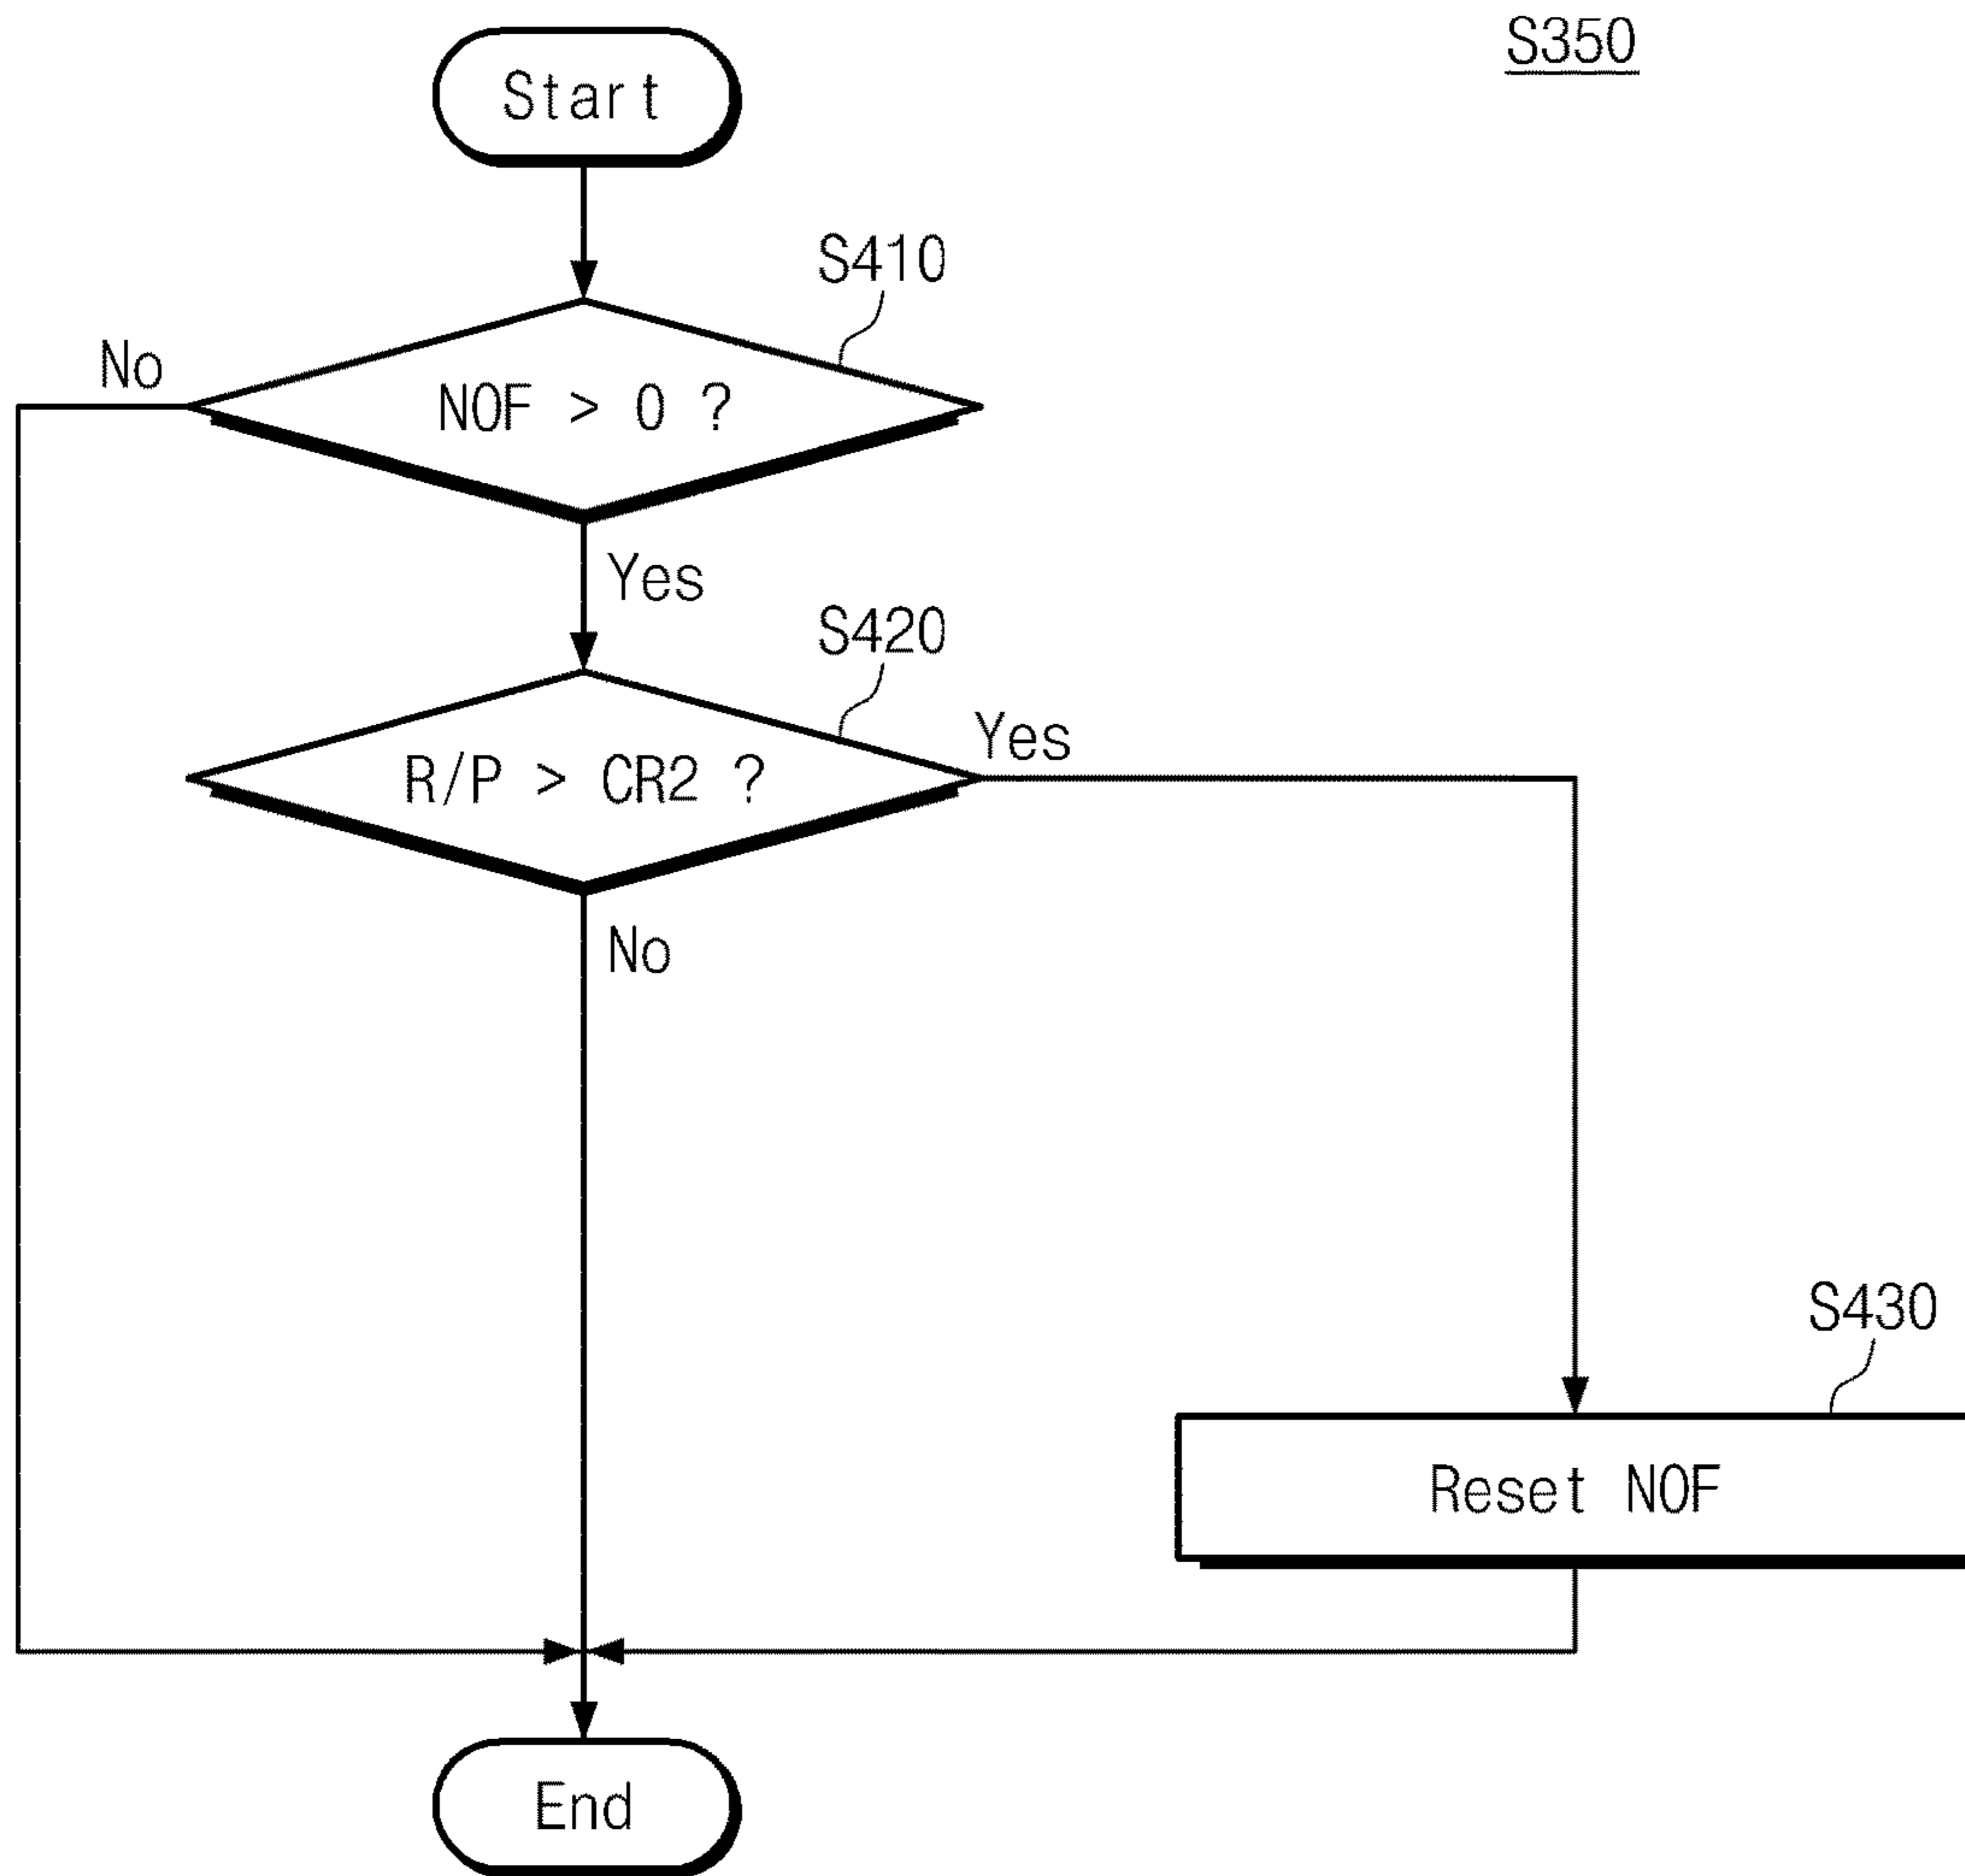 S350
Start
S410
No
NOF > 0 ?
Yes
S420
Yes
R/P > CR2 ?
No
S430
Reset NOF
End